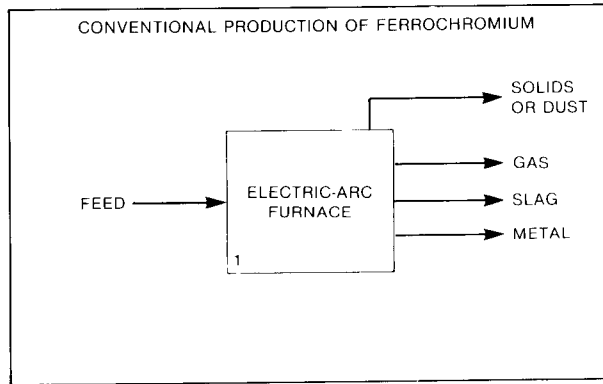 CONVENTIONAL PRODUCTION OF FERROCHROMIUM
SOLIDS
OR DUST
GAS
FEED
ELECTRIC-ARC
FURNACE
SLAG
METAL
1